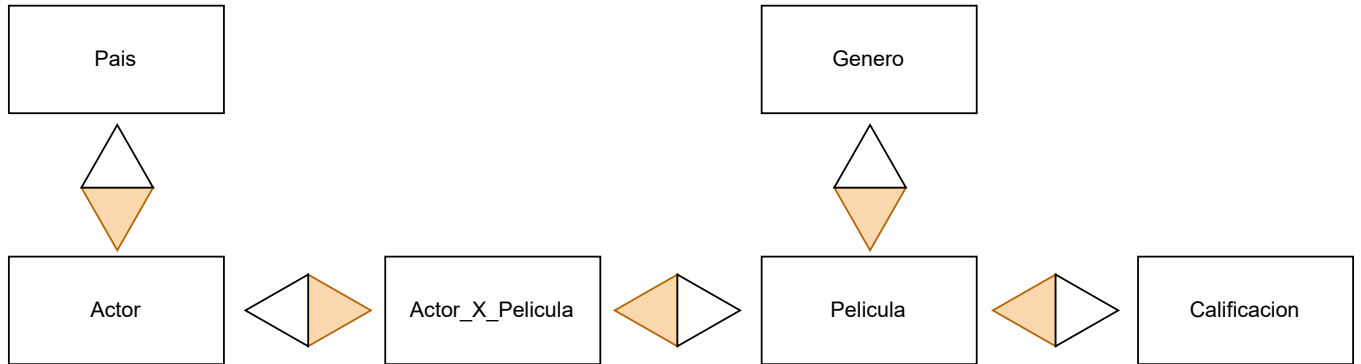 Pais
Genero
Actor
Actor_X_Pelicula
Pelicula
Calificacion